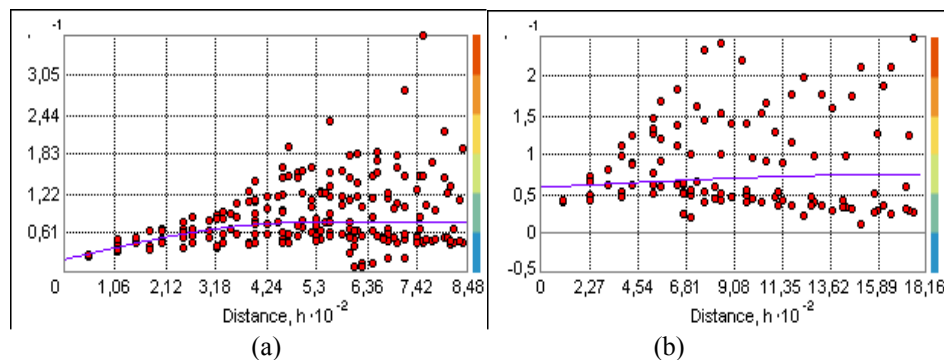 -1
3,05
2,44
1,83
1,22
0,61
0 1,06 2,12 3,18 4,24 5,3 6,36 7,42 8,48
Distance, h·10⁻²
(a)
-1
2
1,5
1
0,5
0
-0,5
0 2,27 4,54 6,81 9,08 11,35 13,62 15,89 18,16
Distance, h·10⁻²
(b)